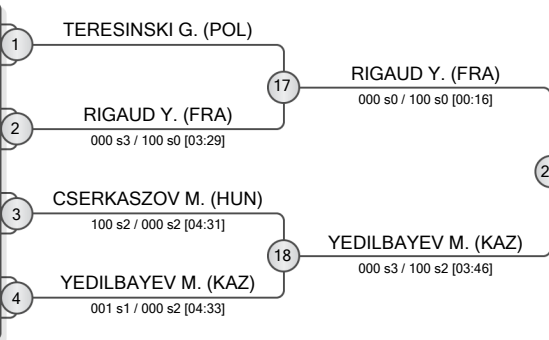 TERESINSKI G. (POL)
1
17
RIGAUD Y. (FRA)
000 s0 / 100 s0 [00:16]
RIGAUD Y. (FRA)
2
000 s3 / 100 s0 [03:29]
2
CSERKASZOV M. (HUN)
3
100 s2 / 000 s2 [04:31]
18
YEDILBAYEV M. (KAZ)
000 s3 / 100 s2 [03:46]
YEDILBAYEV M. (KAZ)
4
001 s1 / 000 s2 [04:33]